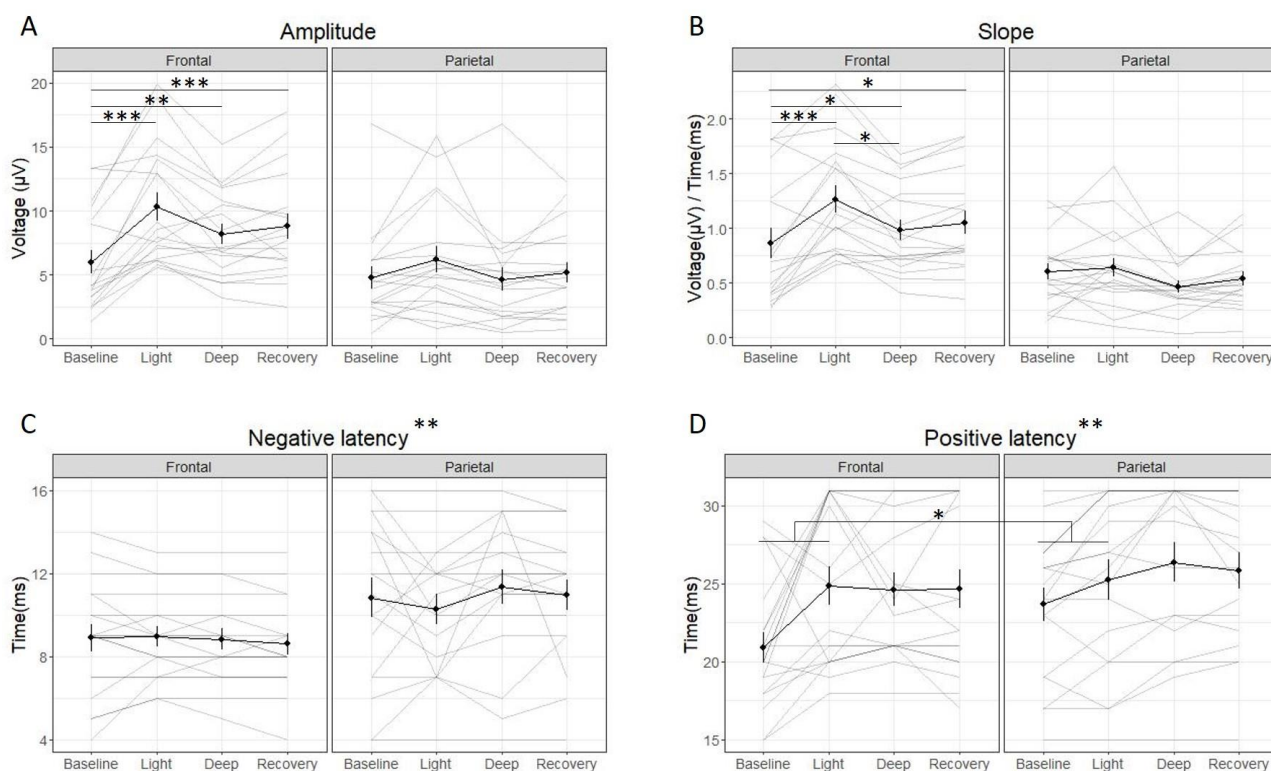 A
Amplitude
Frontal
Parietal
***
**
***
Voltage (µV)
20
15
10
5
0
Baseline Light Deep Recovery
Baseline Light Deep Recovery
B
Slope
Frontal
Parietal
*
*
***
*
Voltage(µV) / Time(ms)
2.0
1.5
1.0
0.5
0.0
Baseline Light Deep Recovery
Baseline Light Deep Recovery
C
Negative latency **
Frontal
Parietal
Time(ms)
16
12
8
4
Baseline Light Deep Recovery
Baseline Light Deep Recovery
D
Positive latency **
Frontal
Parietal
*
Time(ms)
30
25
20
15
Baseline Light Deep Recovery
Baseline Light Deep Recovery